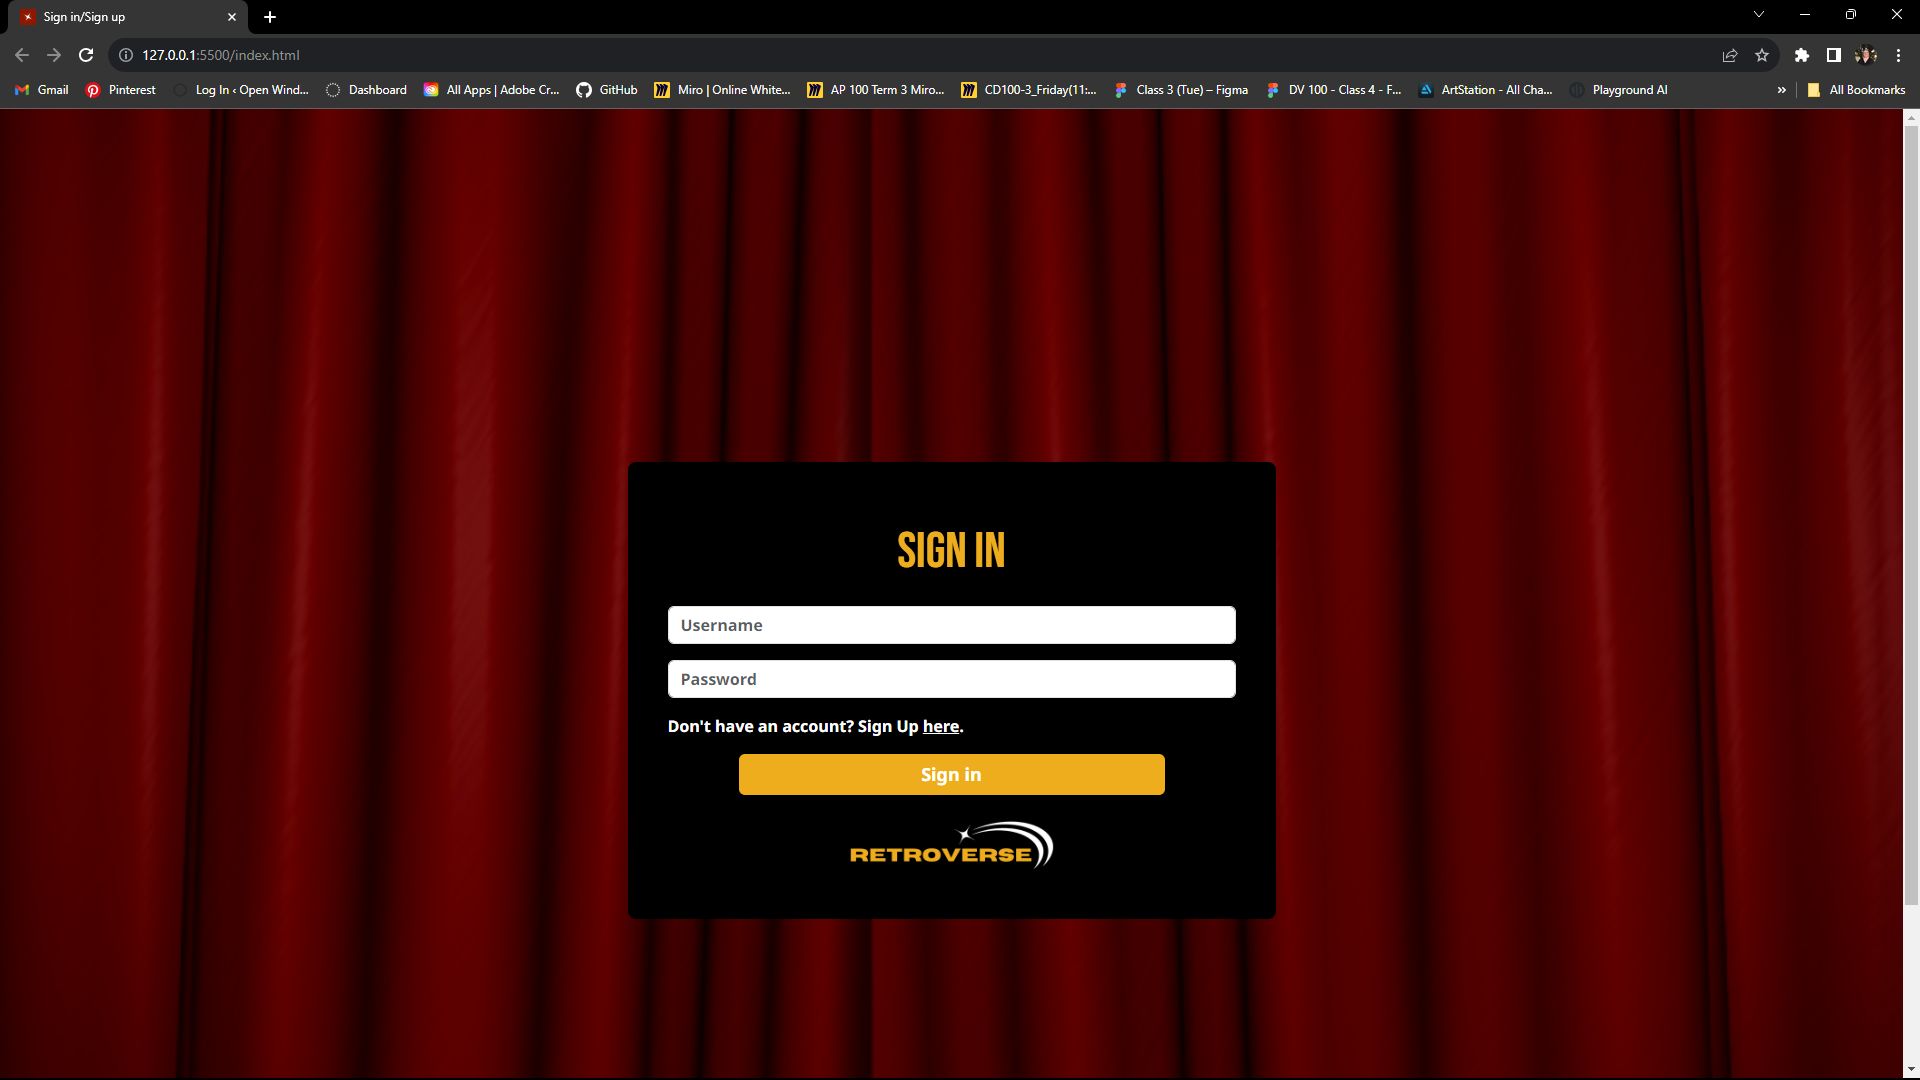 Sign in/Sign up
127.0.0.1:5500/index.html
Gmail Pinterest Log In ‹ Open Wind... Dashboard All Apps | Adobe Cr... GitHub Miro | Online White... AP 100 Term 3 Miro... CD100-3_Friday(11:... Class 3 (Tue) – Figma DV 100 - Class 4 - F... ArtStation - All Cha... Playground AI » All Bookmarks
SIGN IN
Username
Password
Don't have an account? Sign Up here.
Sign in
RETROVERSE